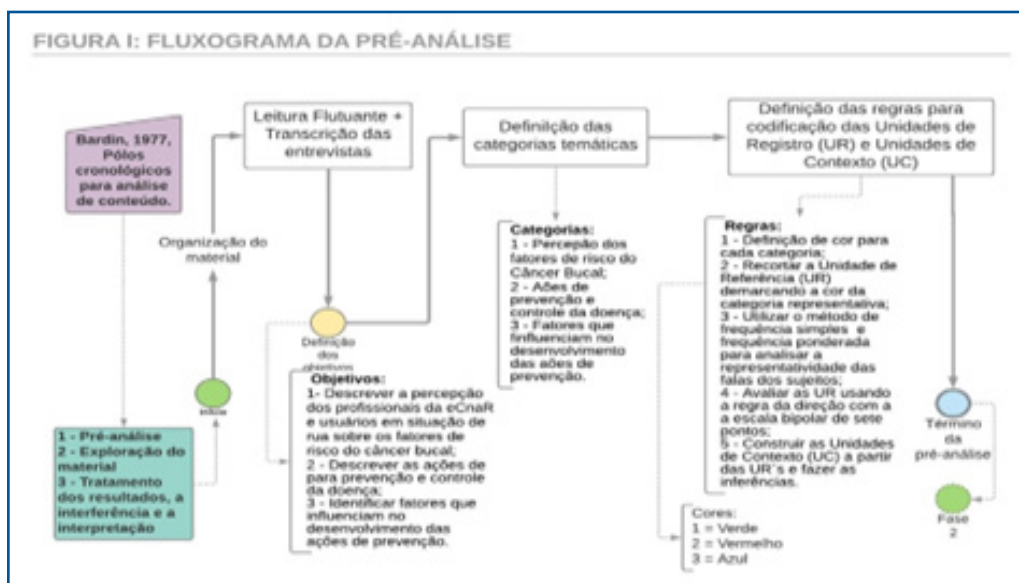 FIGURA I: FLUXOGRAMA DA PRÉ-ANÁLISE
Bardin, 1977,
Pólos
cronológicos
para análise
de conteúdo.
1 - Pré-análise
2 - Exploração do
material
3 - Tratamento
dos resultados, a
interferência e a
interpretação
Início
Organização do
material
Leitura Flutuante +
Transcrição das
entrevistas
Definição
dos
objetivos
Objetivos:
1- Descrever a percepção
dos profissionais da eCnaR
e usuários em situação de
rua sobre os fatores de
risco do câncer bucal;
2 - Descrever as ações de
para prevenção e controle
da doença;
3 - Identificar fatores que
influenciam no
desenvolvimento das
ações de prevenção.
Definilção das
categorias temáticas
Categorias:
1 - Percepão dos
fatores de risco do
Câncer Bucal;
2 - Aões de
prevenção e
controle da doença;
3 - Fatores que
finfluenciam no
desenvolvimento
das aões de
prevenção.
Definição das regras para
codificação das Unidades de
Registro (UR) e Unidades de
Contexto (UC)
Regras:
1 - Definição de cor para
cada categoria;
2 - Recortar a Unidade de
Referência (UR)
demarcando a cor da
categoria representativa;
3 - Utilizar o método de
frequência simples e
frequência ponderada
para analisar a
representatividade das
falas dos sujeitos;
4 - Avaliar as UR usando
a regra da direção com a
a escala bipolar de sete
pontos;
5 - Construir as Unidades
de Contexto (UC) a partir
das UR´s e fazer as
inferências.
Cores:
1 = Verde
2 = Vermelho
3 = Azul
Término
da
pré-análise
Fase
2